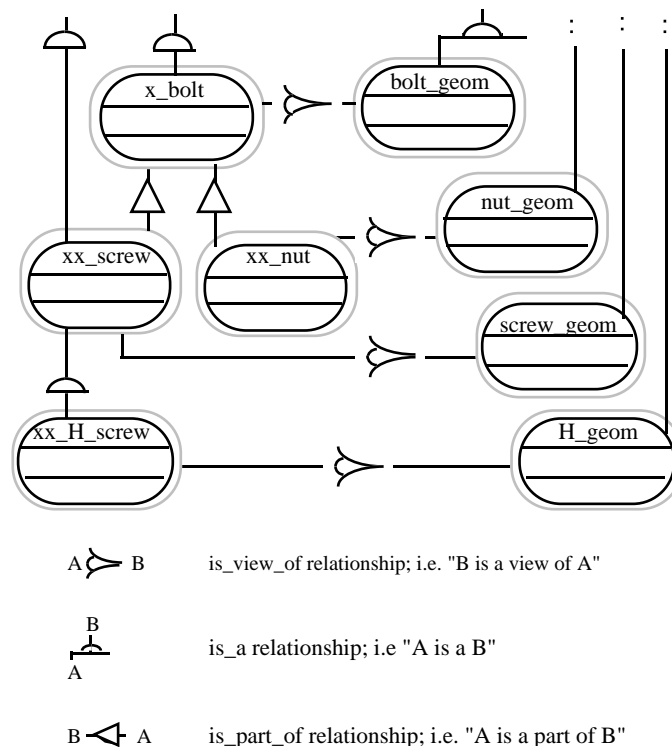 : : :
x_bolt
bolt_geom
nut_geom
xx_screw
xx_nut
screw_geom
xx_H_screw
H_geom
A B is_view_of relationship; i.e. "B is a view of A"
B
is_a relationship; i.e "A is a B"
A
B A is_part_of relationship; i.e. "A is a part of B"